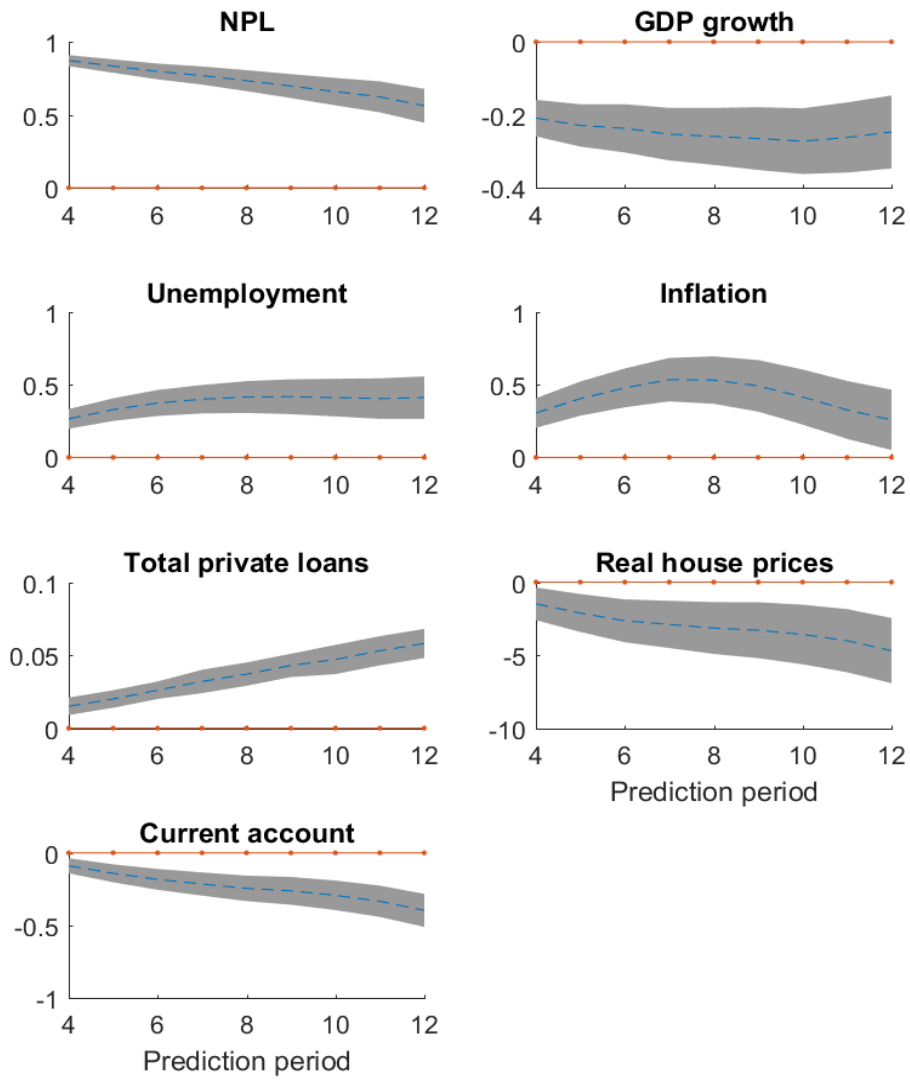 NPL
1
0.5
0
4 6 8 10 12
GDP growth
0
-0.2
-0.4
4 6 8 10 12
Unemployment
1
0.5
0
4 6 8 10 12
Inflation
1
0.5
0
4 6 8 10 12
Total private loans
0.1
0.05
0
4 6 8 10 12
Real house prices
0
-5
-10
4 6 8 10 12
Prediction period
Current account
0
-0.5
-1
4 6 8 10 12
Prediction period